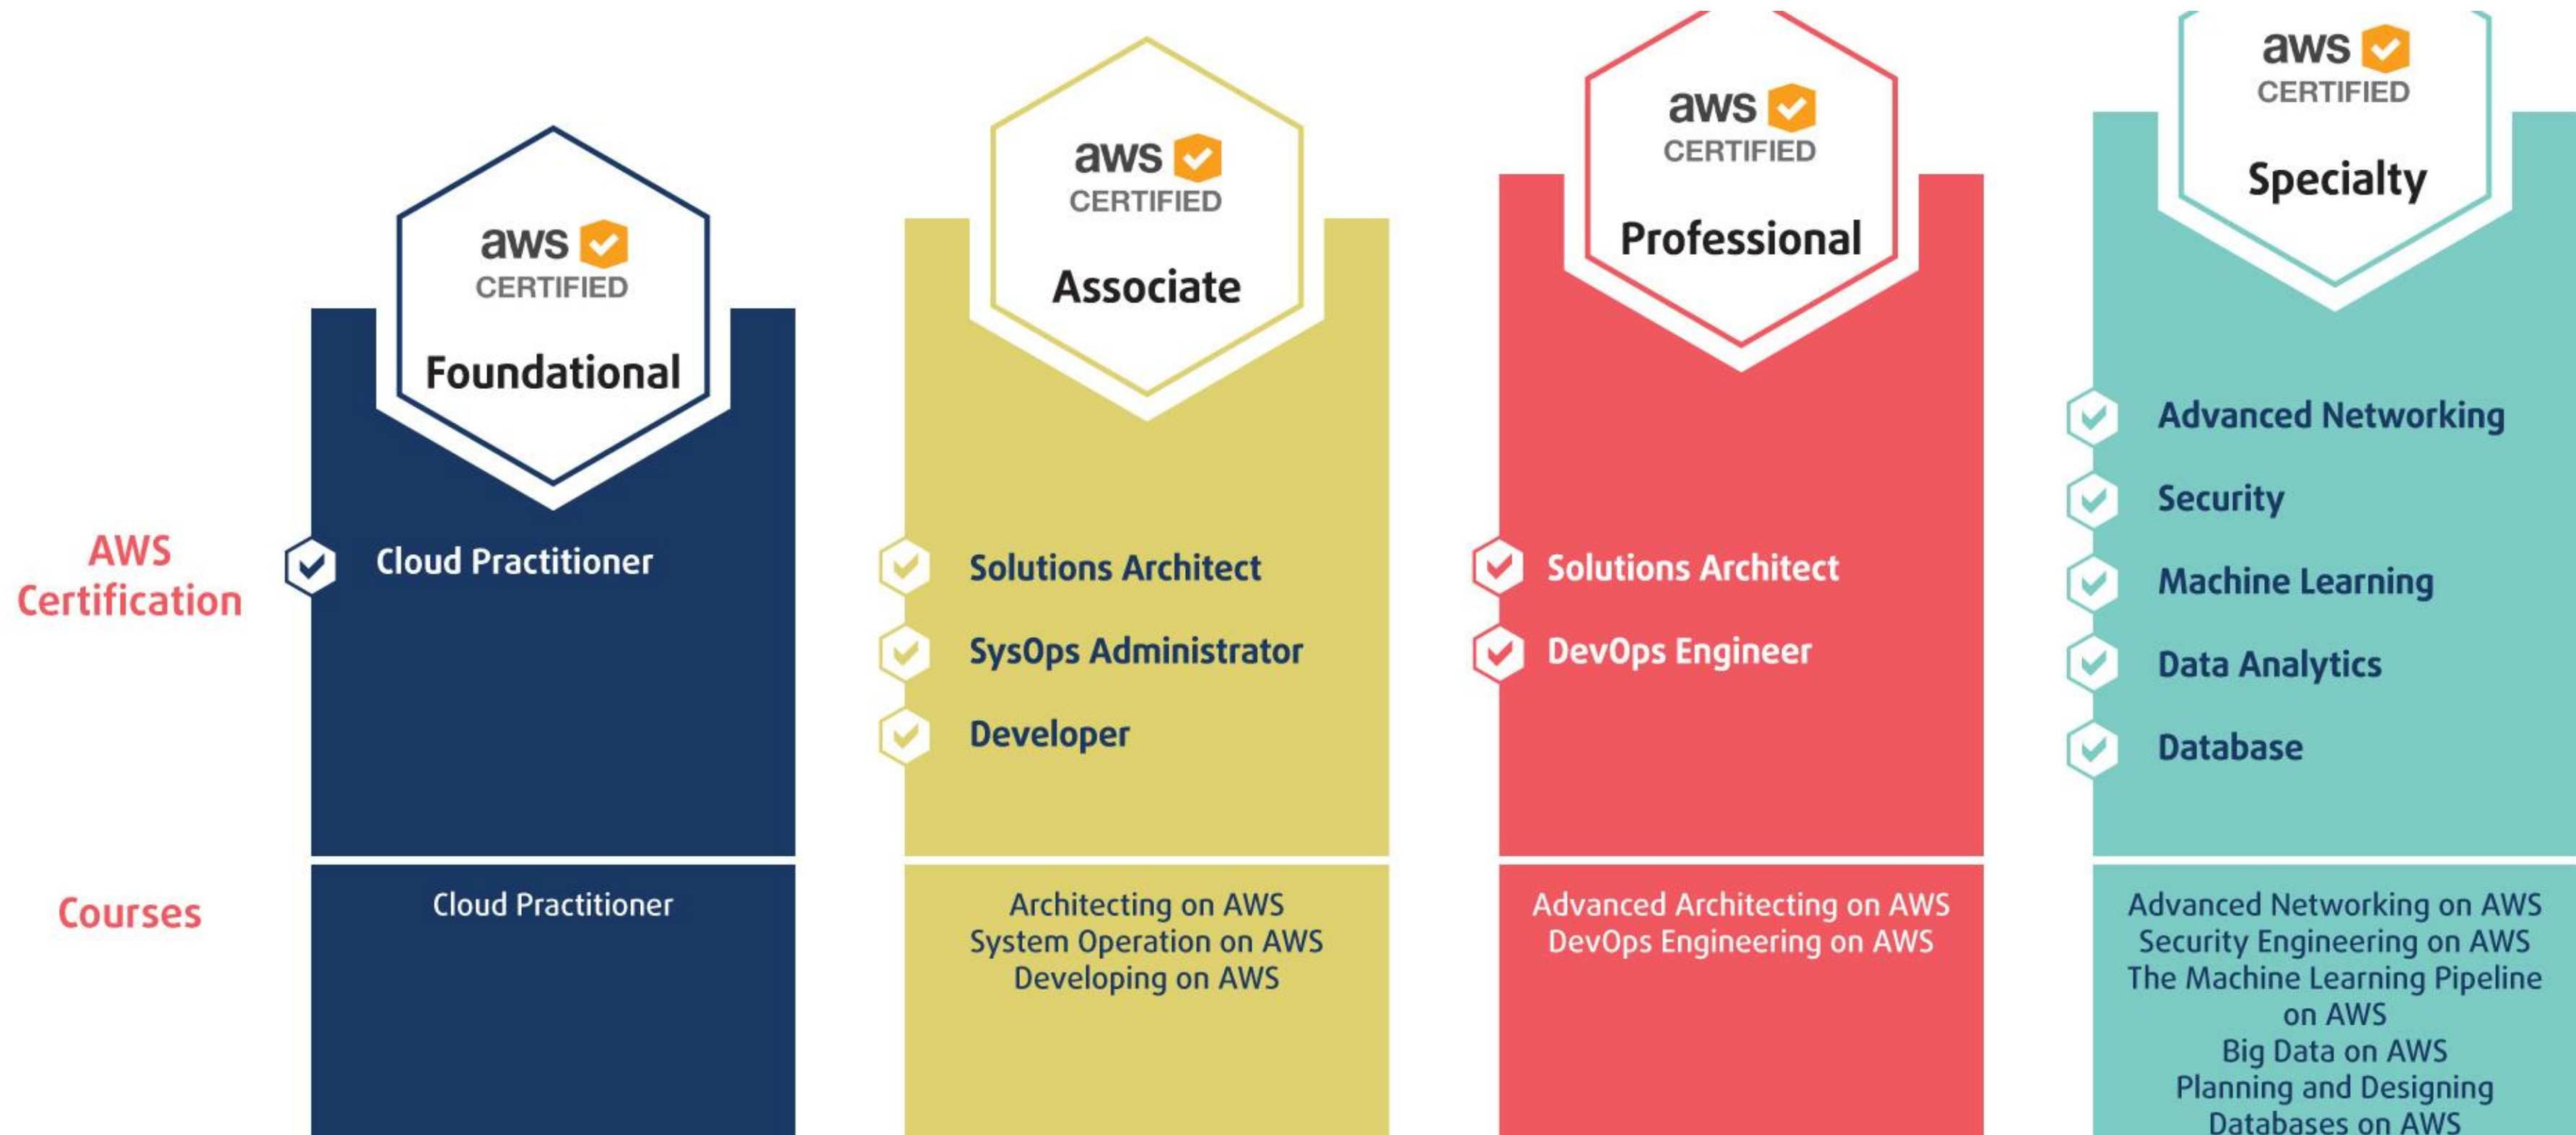 aws
CERTIFIED
Foundational
aws
CERTIFIED
Associate
aws
CERTIFIED
Professional
aws
CERTIFIED
Specialty
AWS
Certification
Cloud Practitioner
Solutions Architect
SysOps Administrator
Developer
Solutions Architect
DevOps Engineer
Advanced Networking
Security
Machine Learning
Data Analytics
Database
Courses
Cloud Practitioner
Architecting on AWS
System Operation on AWS
Developing on AWS
Advanced Architecting on AWS
DevOps Engineering on AWS
Advanced Networking on AWS
Security Engineering on AWS
The Machine Learning Pipeline
on AWS
Big Data on AWS
Planning and Designing
Databases on AWS